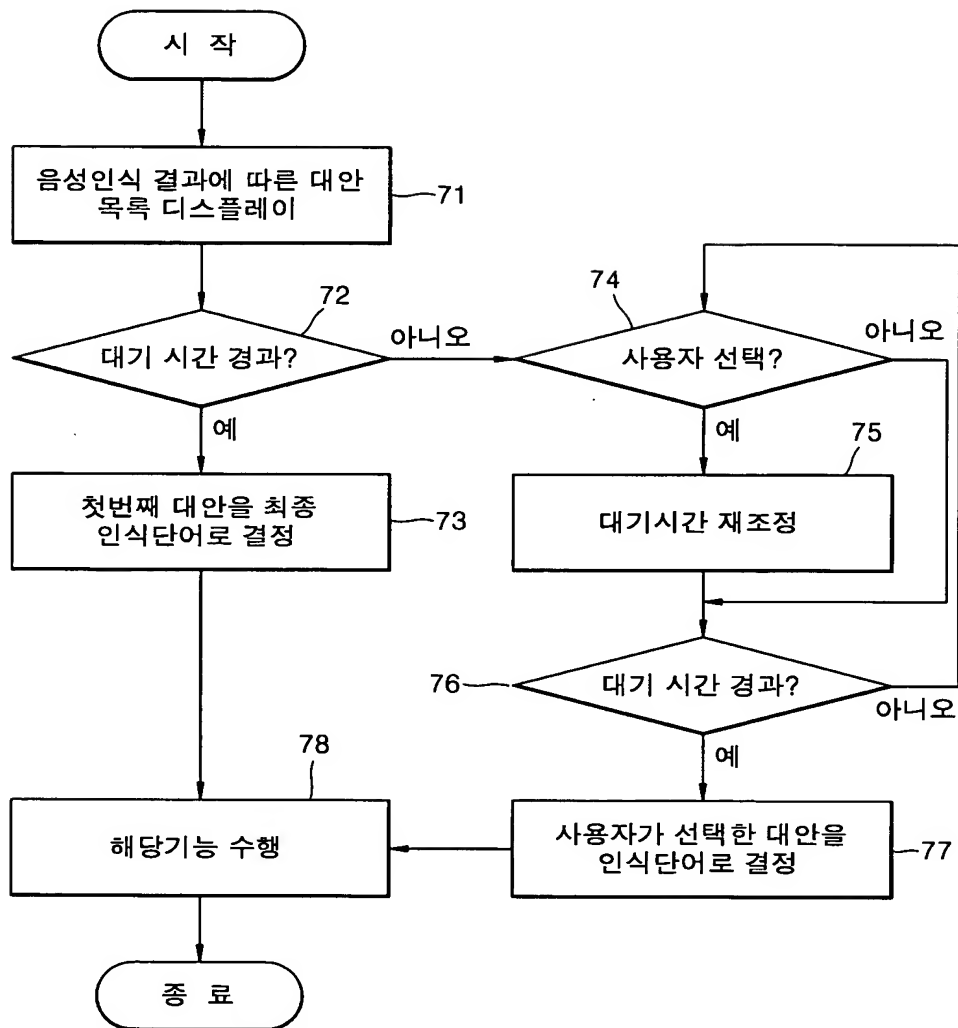 시 작
음성인식 결과에 따른 대안
목록 디스플레이
71
72
대기 시간 경과?
아니오
예
74
사용자 선택?
아니오
예
75
첫번째 대안을 최종
인식단어로 결정
73
대기시간 재조정
76
대기 시간 경과?
아니오
예
78
해당기능 수행
사용자가 선택한 대안을
인식단어로 결정
77
종 료